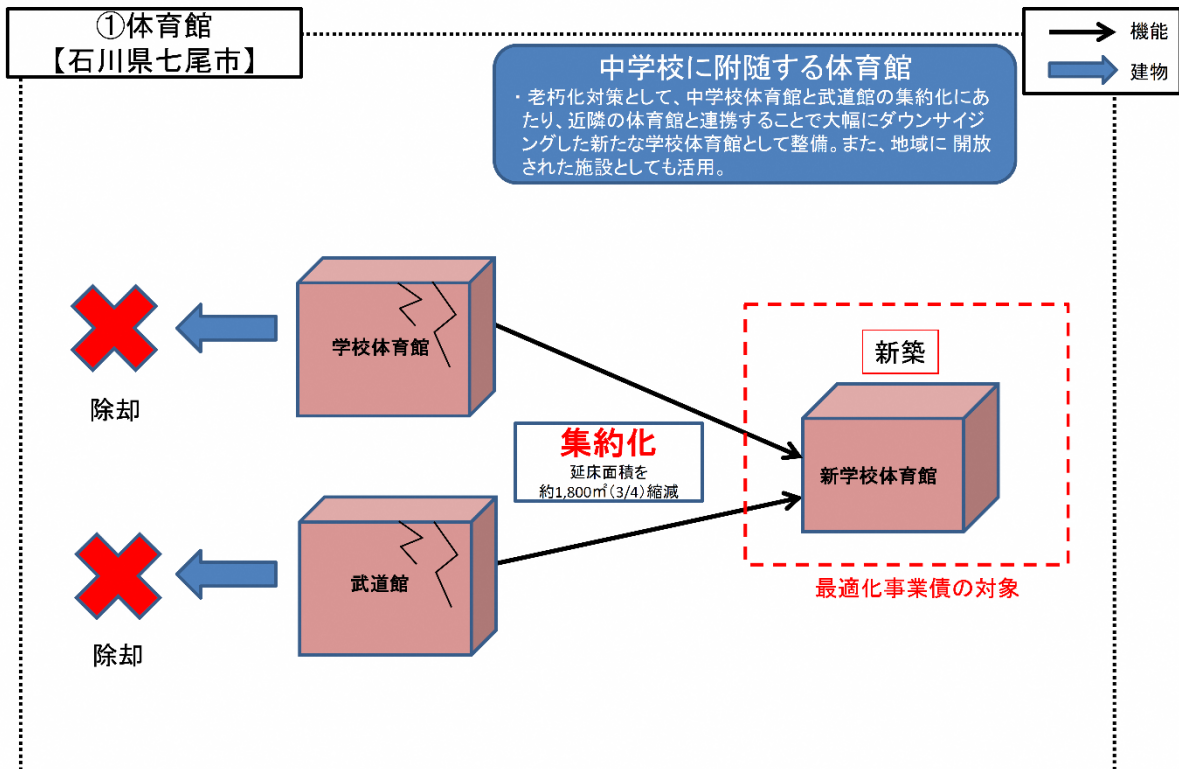 ①体育館
【石川県七尾市】
機能
建物
中学校に附随する体育館
・老朽化対策として、中学校体育館と武道館の集約化にあ
たり、近隣の体育館と連携することで大幅にダウンサイジ
ングした新たな学校体育館として整備。また、地域に 開放
された施設としても活用。
学校体育館
除却
新築
集約化
延床面積を
約1,800㎡(3/4)縮減
新学校体育館
武道館
最適化事業債の対象
除却